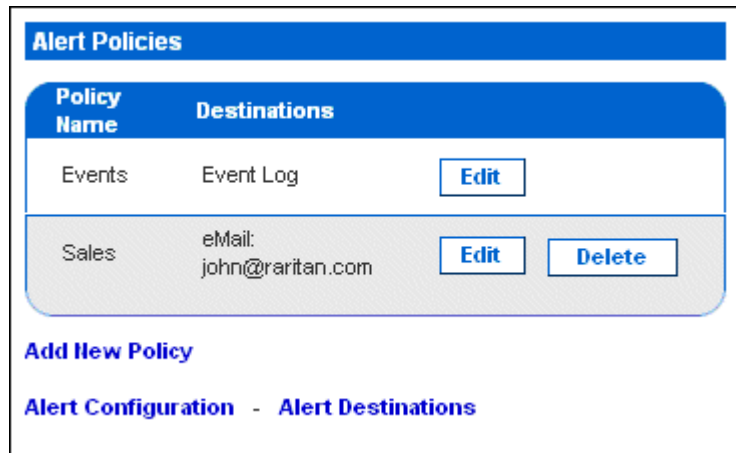 Alert Policies
Policy Name Destinations
Events Event Log Edit
Sales eMail: john@raritan.com Edit Delete
Add New Policy
Alert Configuration - Alert Destinations